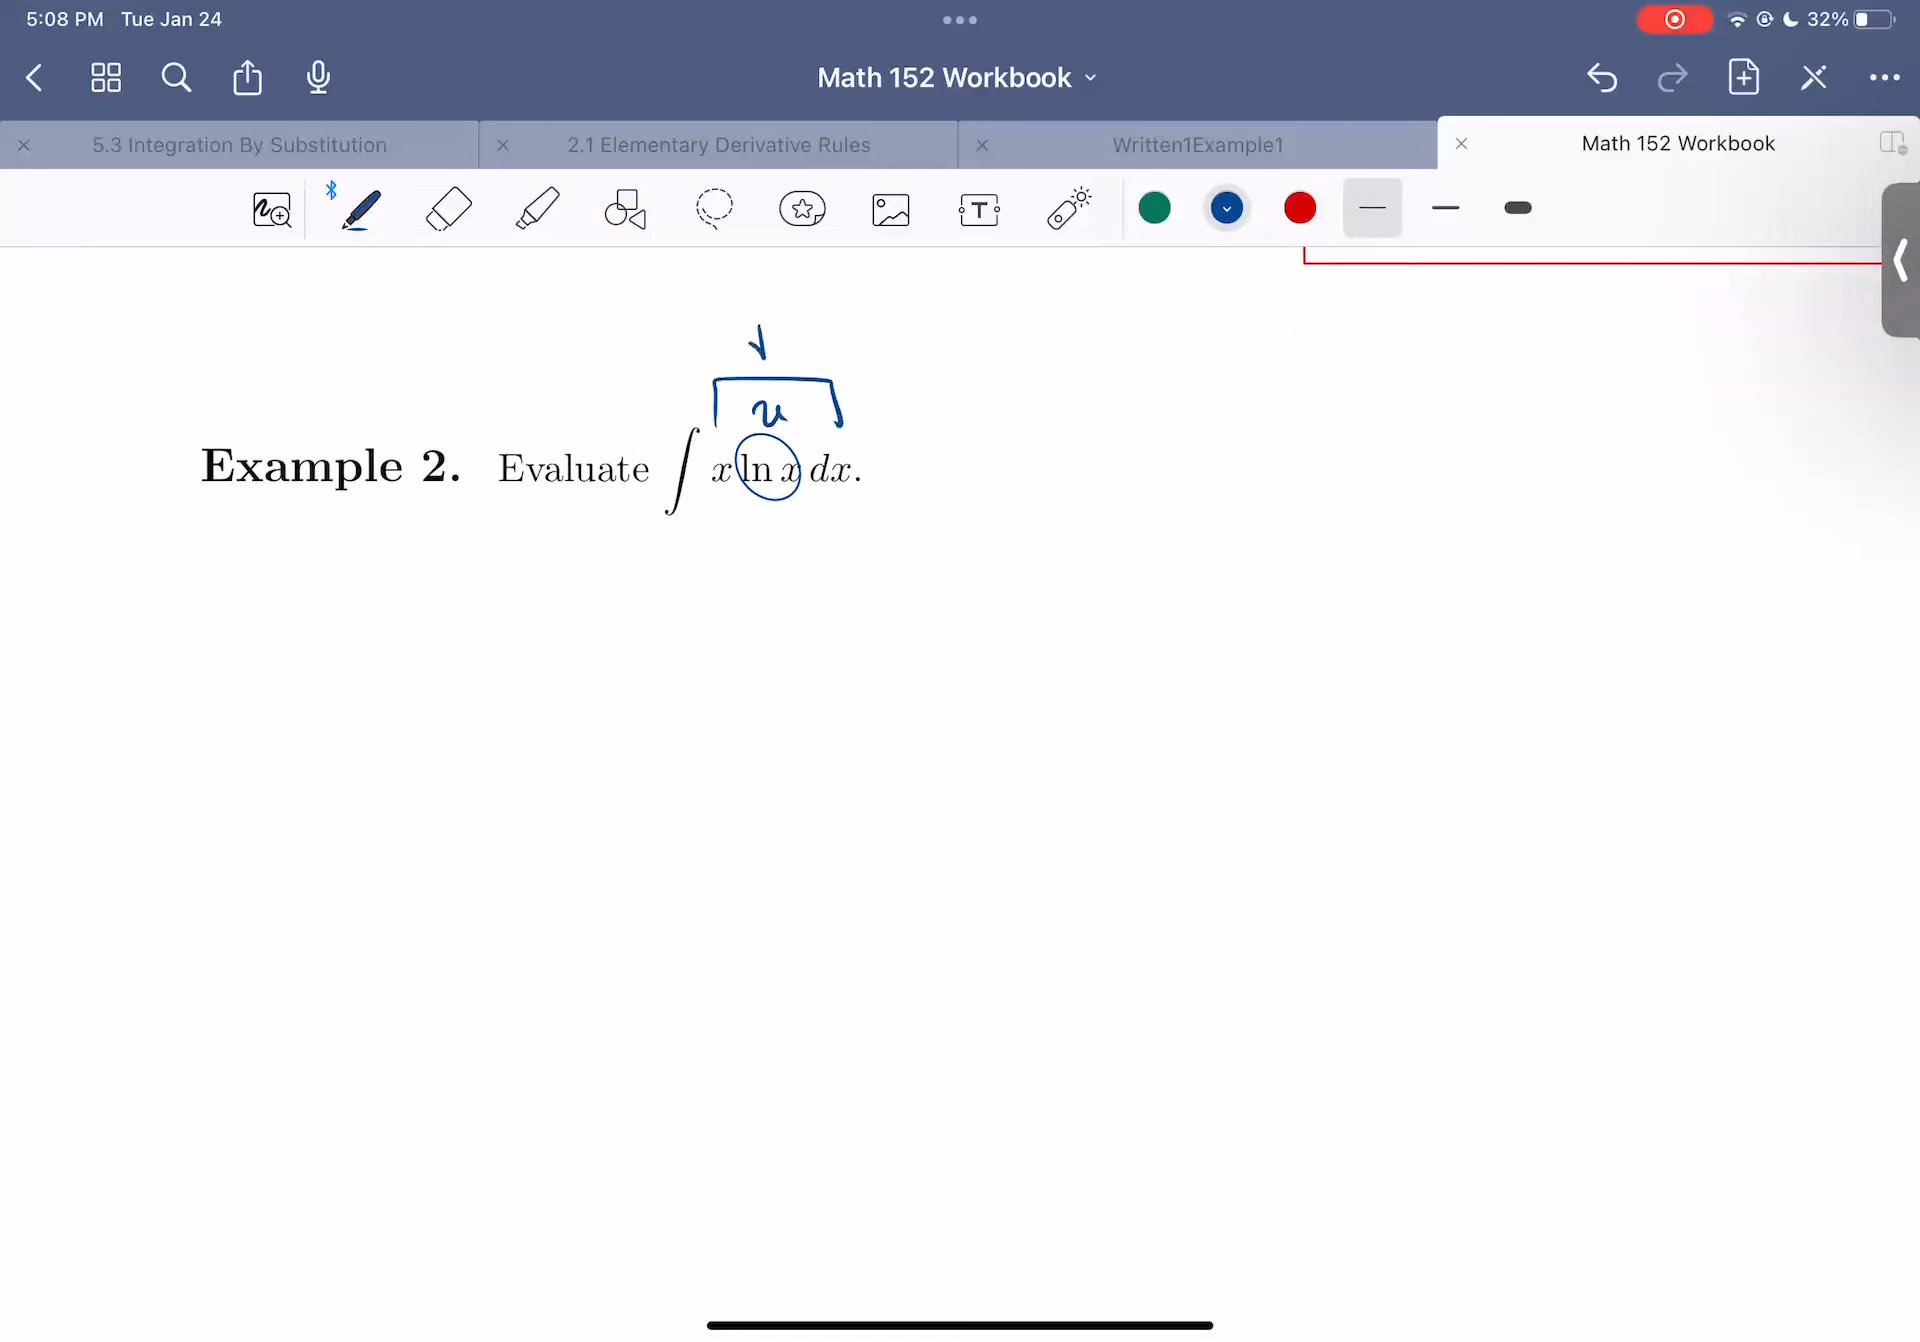 5:08 PM Tue Jan 24
32%
Math 152 Workbook
5.3 Integration By Substitution
2.1 Elementary Derivative Rules
Written1Example1
Math 152 Workbook
T
u
Example 2. Evaluate ∫ x ln x dx.